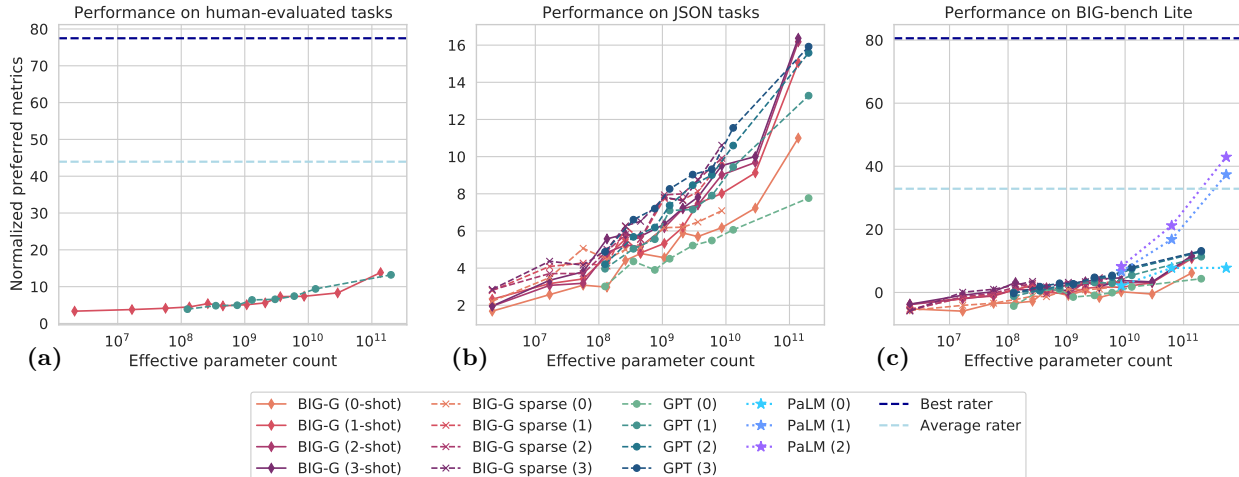 Performance on human-evaluated tasks
Performance on JSON tasks
Performance on BIG-bench Lite
Normalized preferred metrics
80
70
60
50
40
30
20
10
0
10^7
10^8
10^9
10^10
10^11
(a)
Effective parameter count
16
14
12
10
8
6
4
2
10^7
10^8
10^9
10^10
10^11
(b)
Effective parameter count
80
60
40
20
0
10^7
10^8
10^9
10^10
10^11
(c)
Effective parameter count
BIG-G (0-shot)
BIG-G (1-shot)
BIG-G (2-shot)
BIG-G (3-shot)
BIG-G sparse (0)
BIG-G sparse (1)
BIG-G sparse (2)
BIG-G sparse (3)
GPT (0)
GPT (1)
GPT (2)
GPT (3)
PaLM (0)
PaLM (1)
PaLM (2)
Best rater
Average rater